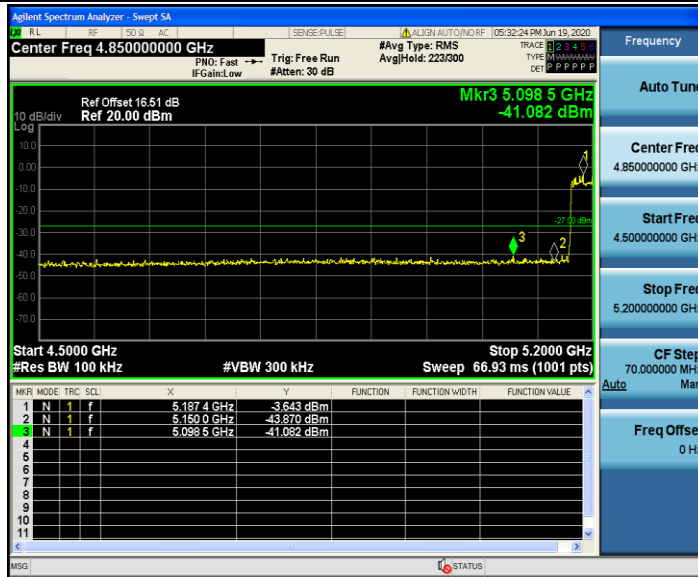 Agilent Spectrum Analyzer - Swept SA
RL RF 50 Ω AC SENSE:PULSE ALIGN AUTO/NO RF 05:32:24 PM Jun 19, 2020
Center Freq 4.850000000 GHz
PNO: Fast
IFGain:Low
Trig: Free Run
#Atten: 30 dB
#Avg Type: RMS
Avg|Hold: 223/300
TRACE 1 2 3 4 5 6
TYPE M
DET P P P P P P
Ref Offset 16.51 dB
Ref 20.00 dBm
10 dB/div
Log
Mkr3 5.098 5 GHz
-41.082 dBm
10.0
0.00
-10.0
-20.0
-30.0
-40.0
-50.0
-60.0
-70.0
1
-27.00 dBm
3
2
Start 4.5000 GHz
Stop 5.2000 GHz
#Res BW 100 kHz
#VBW 300 kHz
Sweep 66.93 ms (1001 pts)
MKR MODE TRC SCL X Y FUNCTION FUNCTION WIDTH FUNCTION VALUE
1 N 1 f 5.187 4 GHz -3.643 dBm
2 N 1 f 5.150 0 GHz -43.870 dBm
3 N 1 f 5.098 5 GHz -41.082 dBm
4
5
6
7
8
9
10
11
MSG
STATUS
Frequency
Auto Tune
Center Freq
4.850000000 GHz
Start Freq
4.500000000 GHz
Stop Freq
5.200000000 GHz
CF Step
70.000000 MHz
Auto Man
Freq Offset
0 Hz